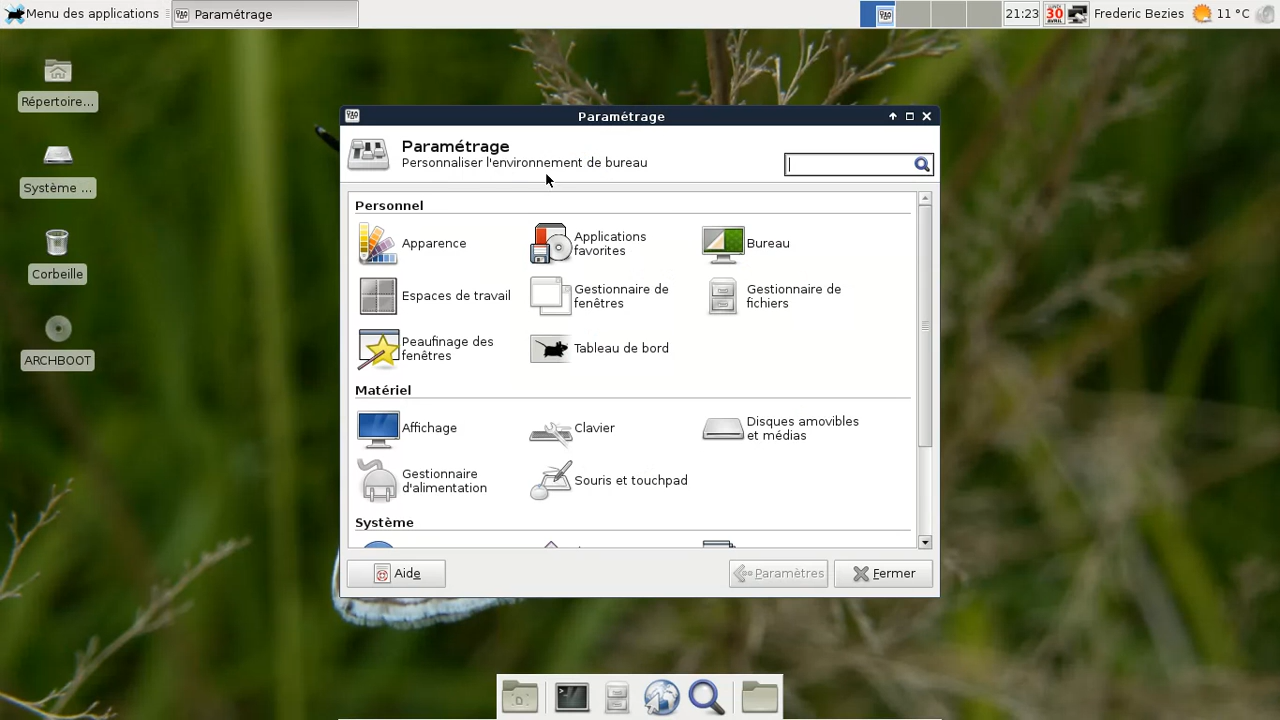 Menu des applications
Paramétrage
21:23
LUNDI
30
AVRIL
Frederic Bezies
11 °C
Répertoire...
Système ...
Corbeille
ARCHBOOT
Paramétrage
Paramétrage
Personnaliser l'environnement de bureau
Personnel
Apparence
Applications
favorites
Bureau
Espaces de travail
Gestionnaire de
fenêtres
Gestionnaire de
fichiers
Peaufinage des
fenêtres
Tableau de bord
Matériel
Affichage
Clavier
Disques amovibles
et médias
Gestionnaire
d'alimentation
Souris et touchpad
Système
Aide
Paramètres
Fermer